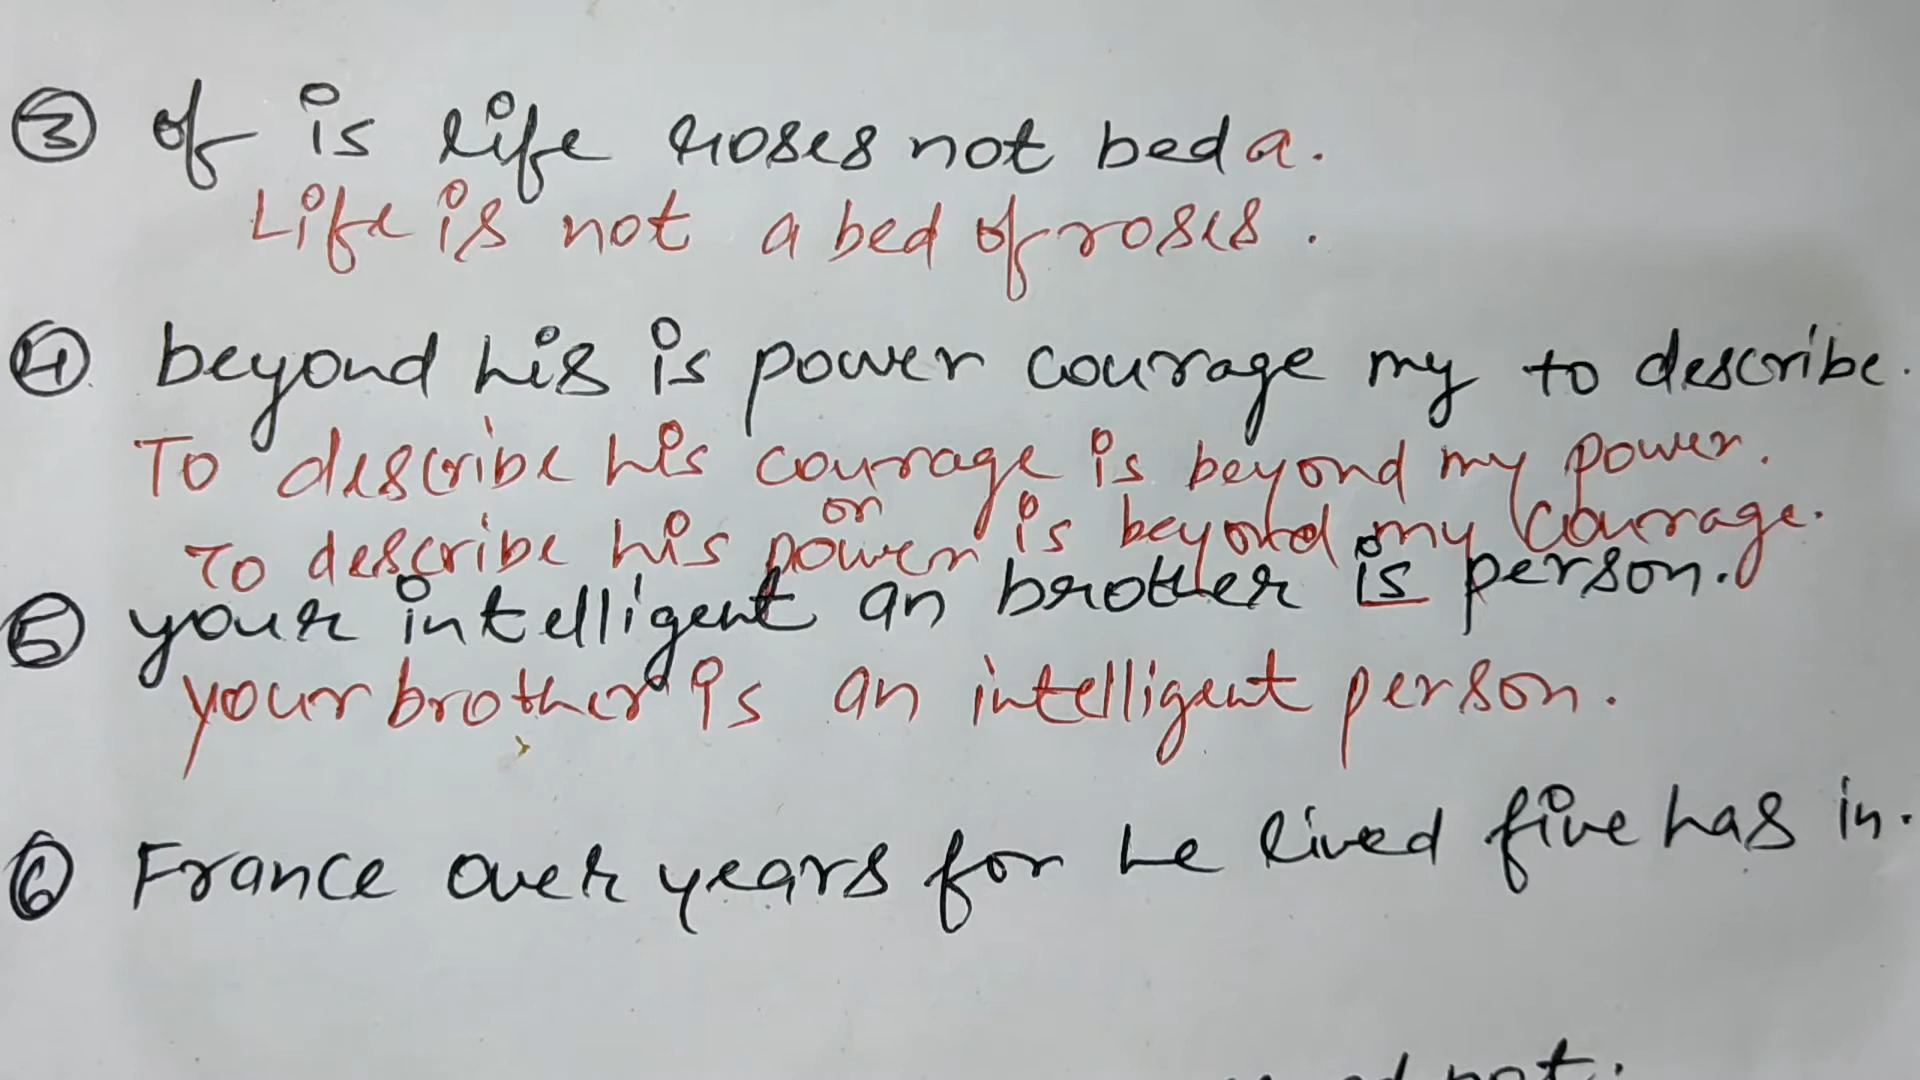 ③ of is life roses not bed a.
Life is not a bed of roses.
④ beyond his is power courage my to describe.
To describe his courage is beyond my power.
or
To describe his power is beyond my courage.
⑤ your intelligent an brother is person.
your brother is an intelligent person.
⑥ France over years for he lived five has in.
not.